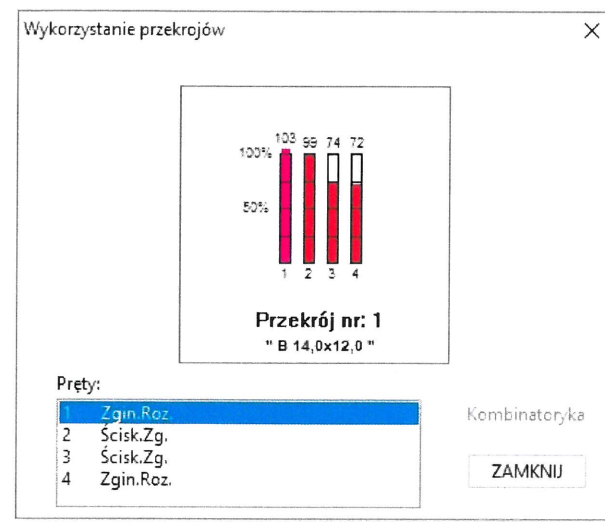 Wykorzystanie przekrojów
103 99 74 72
100%
50%
1 2 3 4
Przekrój nr: 1
" B 14,0x12,0 "
Pręty:
1 Zgin.Roz.
2 Ścisk.Zg.
3 Ścisk.Zg.
4 Zgin.Roz.
Kombinatoryka
ZAMKNIJ